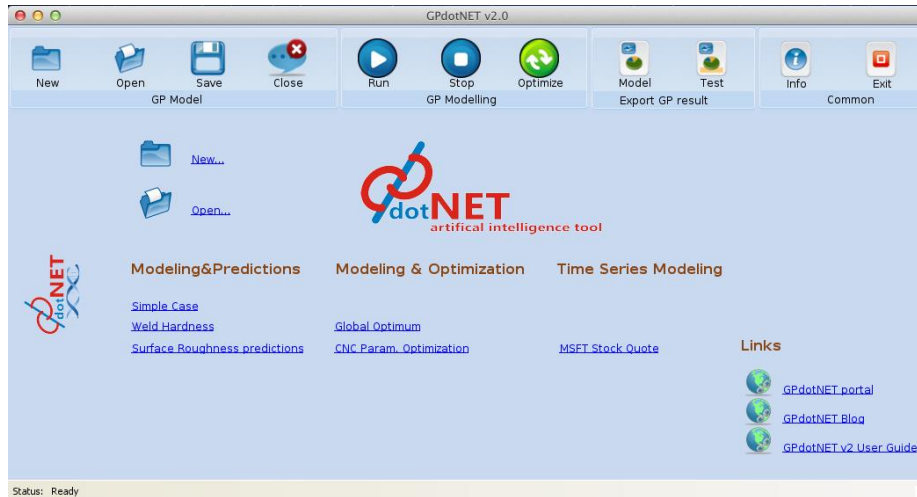 GPdotNET v2.0
New Open Save Close Run Stop Optimize Model Test Info Exit
GP Model GP Modelling Export GP result Common
New...
Open...
dotNET
artifical intelligence tool
dotNET
Modeling&Predictions Modeling & Optimization Time Series Modeling
Simple Case
Weld Hardness Global Optimum
Surface Roughness predictions CNC Param. Optimization MSFT Stock Quote
Links
GPdotNET portal
GPdotNET Blog
GPdotNET v2 User Guide
Status: Ready